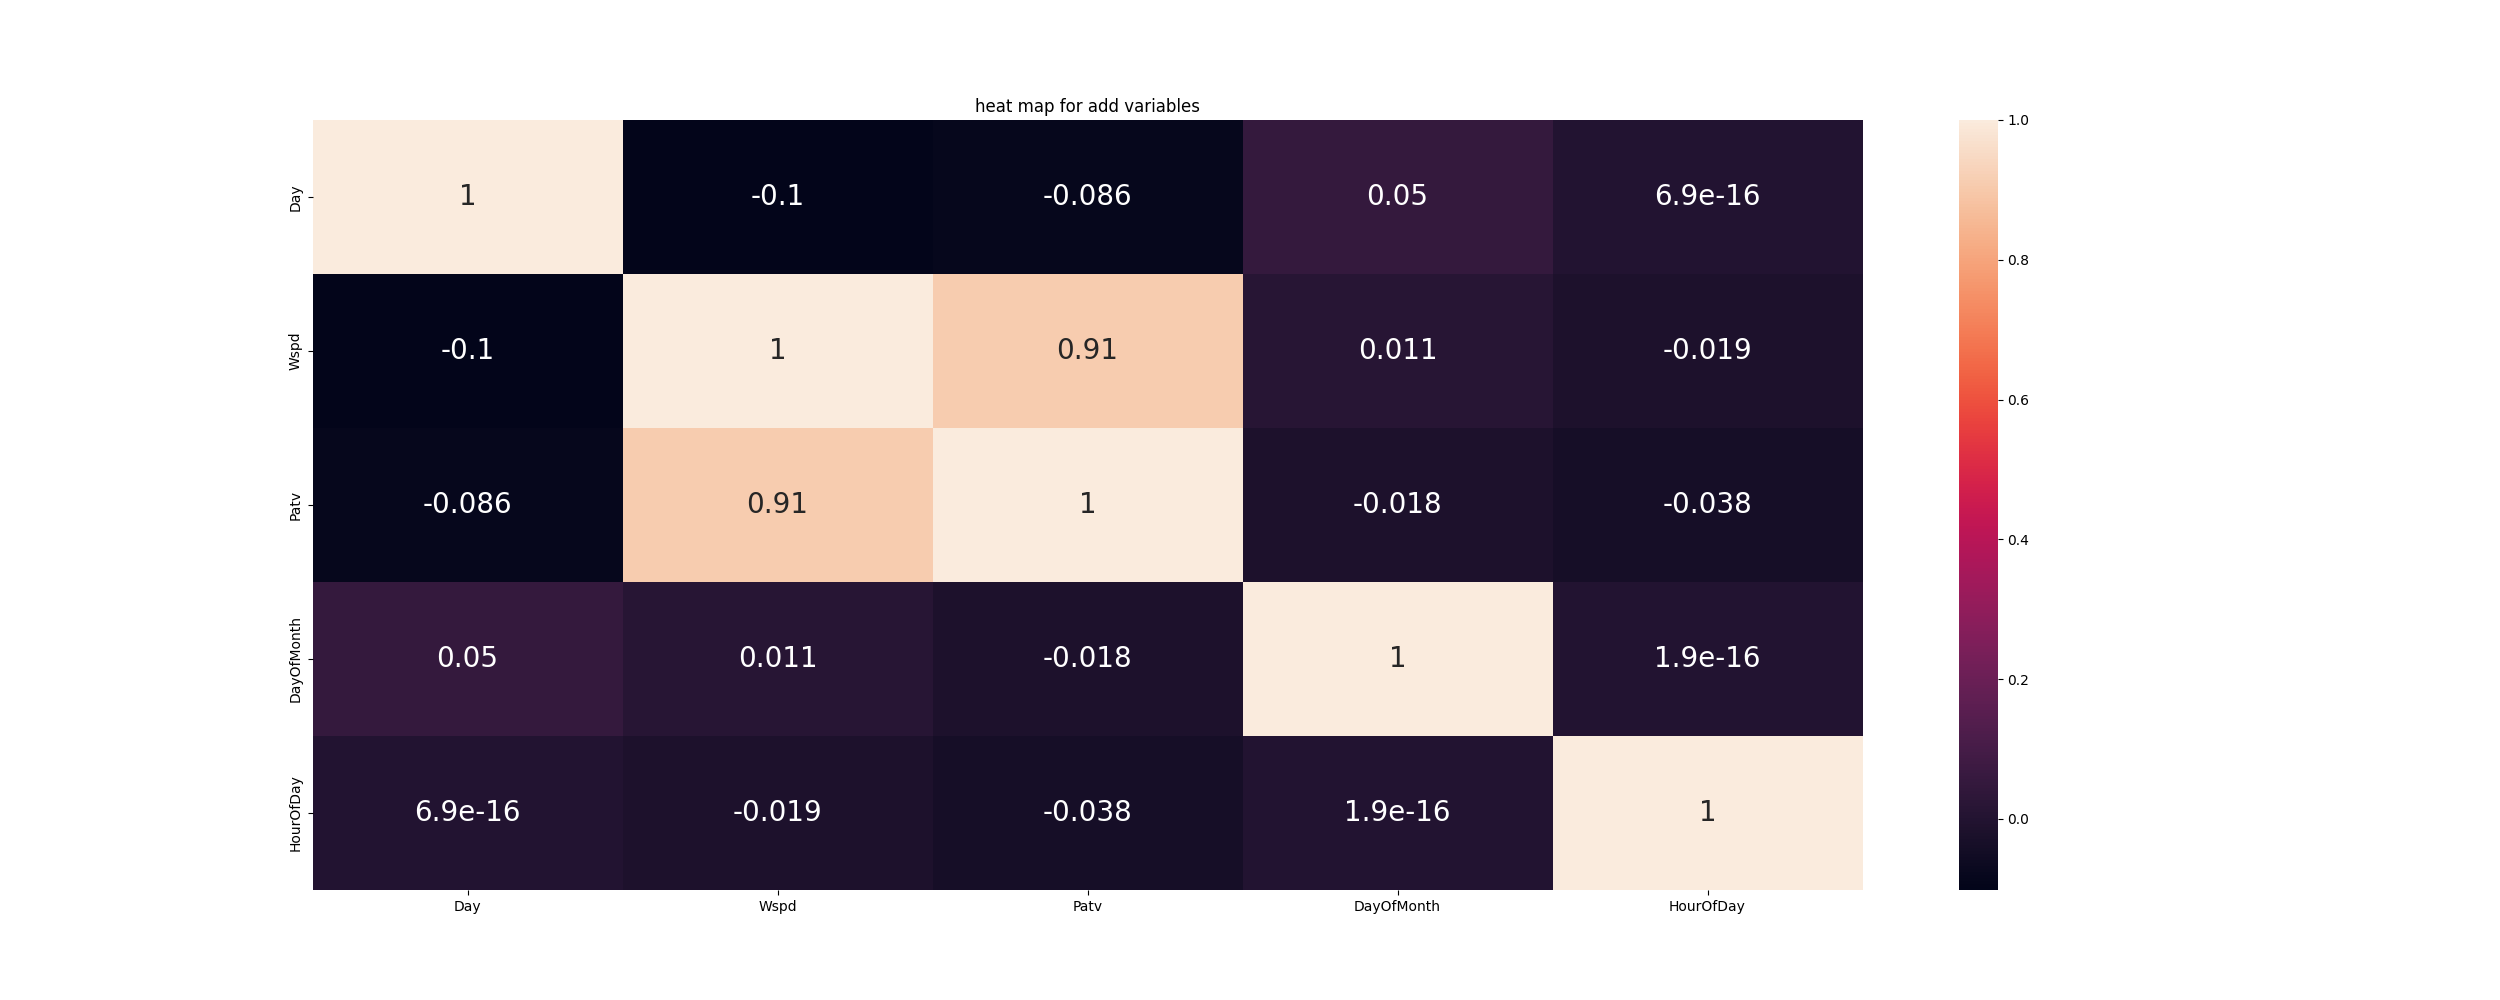 heat map for add variables
Day 1 -0.1 -0.086 0.05 6.9e-16
Wspd -0.1 1 0.91 0.011 -0.019
Patv -0.086 0.91 1 -0.018 -0.038
DayOfMonth 0.05 0.011 -0.018 1 1.9e-16
HourOfDay 6.9e-16 -0.019 -0.038 1.9e-16 1
Day Wspd Patv DayOfMonth HourOfDay
1.0
0.8
0.6
0.4
0.2
0.0